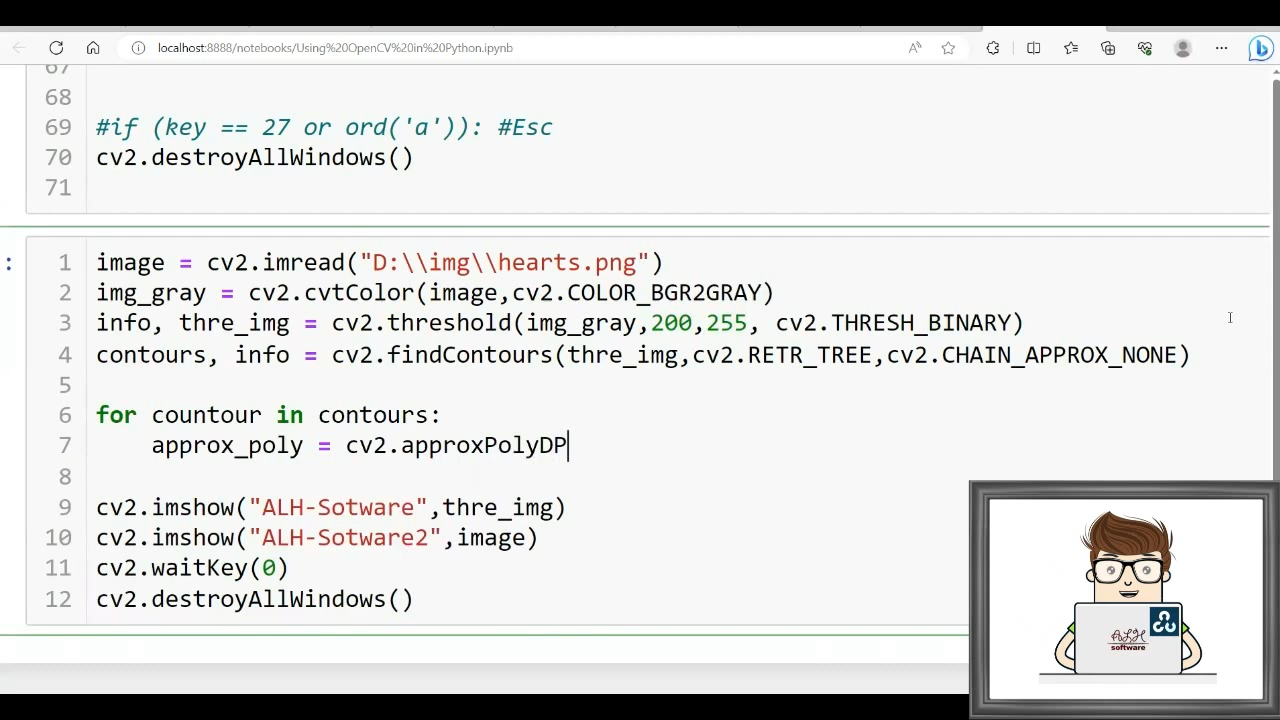 localhost:8888/notebooks/Using%20OpenCV%20in%20Python.ipynb
67
68
69 #if (key == 27 or ord('a')): #Esc
70 cv2.destroyAllWindows()
71
1 image = cv2.imread("D:\\img\\hearts.png")
2 img_gray = cv2.cvtColor(image,cv2.COLOR_BGR2GRAY)
3 info, thre_img = cv2.threshold(img_gray,200,255, cv2.THRESH_BINARY)
4 contours, info = cv2.findContours(thre_img,cv2.RETR_TREE,cv2.CHAIN_APPROX_NONE)
5
6 for countour in contours:
7 approx_poly = cv2.approxPolyDP
8
9 cv2.imshow("ALH-Sotware",thre_img)
10 cv2.imshow("ALH-Sotware2",image)
11 cv2.waitKey(0)
12 cv2.destroyAllWindows()
ALH
software